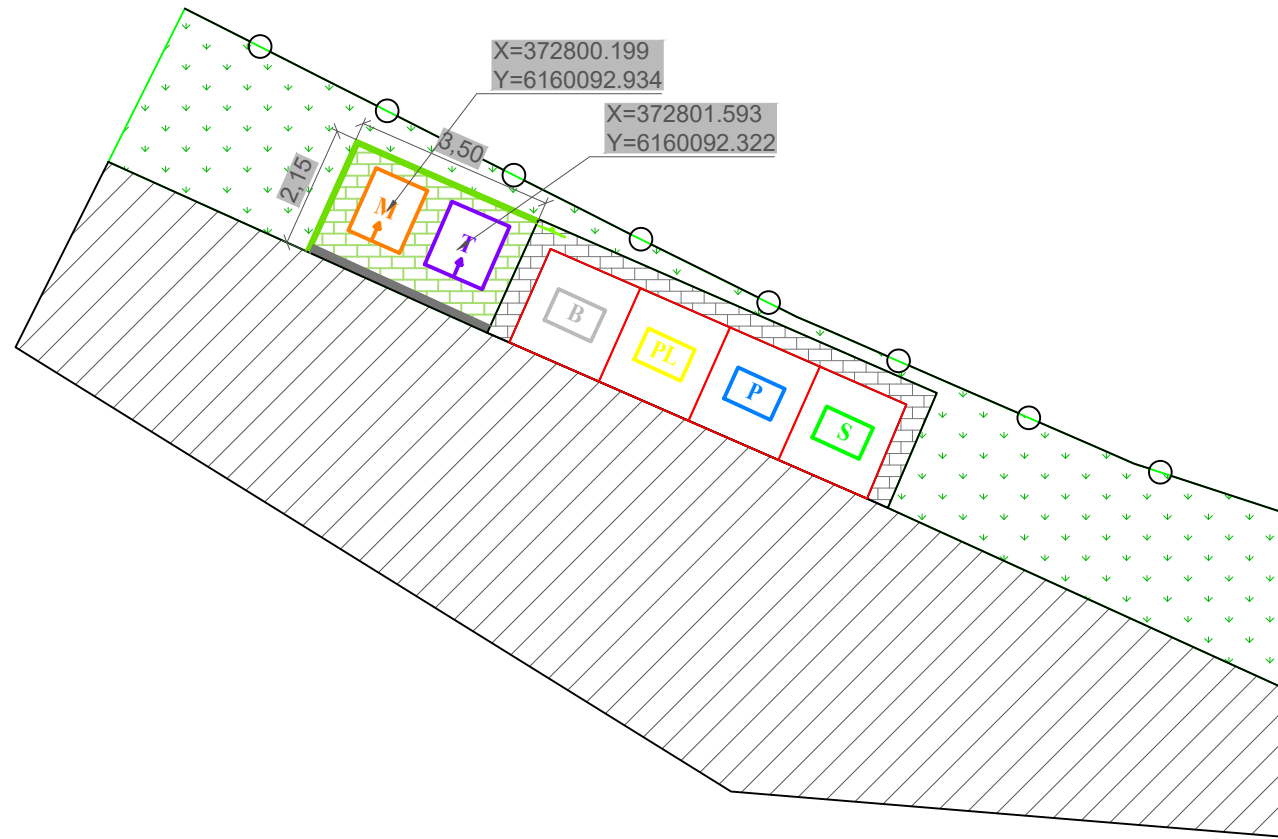 X=372800.199
Y=6160092.934
X=372801.593
Y=6160092.322
3,50
2,15
M
T
B
PL
P
S